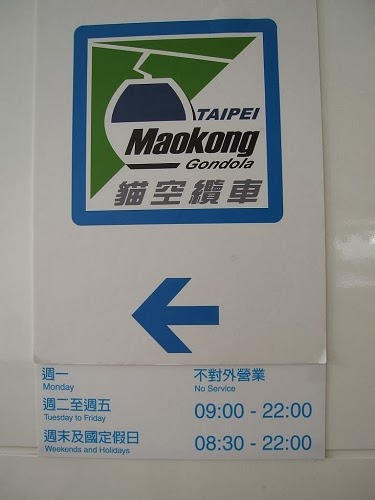 TAIPEI
Maokong
Gondola
貓空纜車
週一 不對外營業
Monday No Service
週二至週五 09:00 - 22:00
Tuesday to Friday
週末及國定假日 08:30 - 22:00
Weekends and Holidays